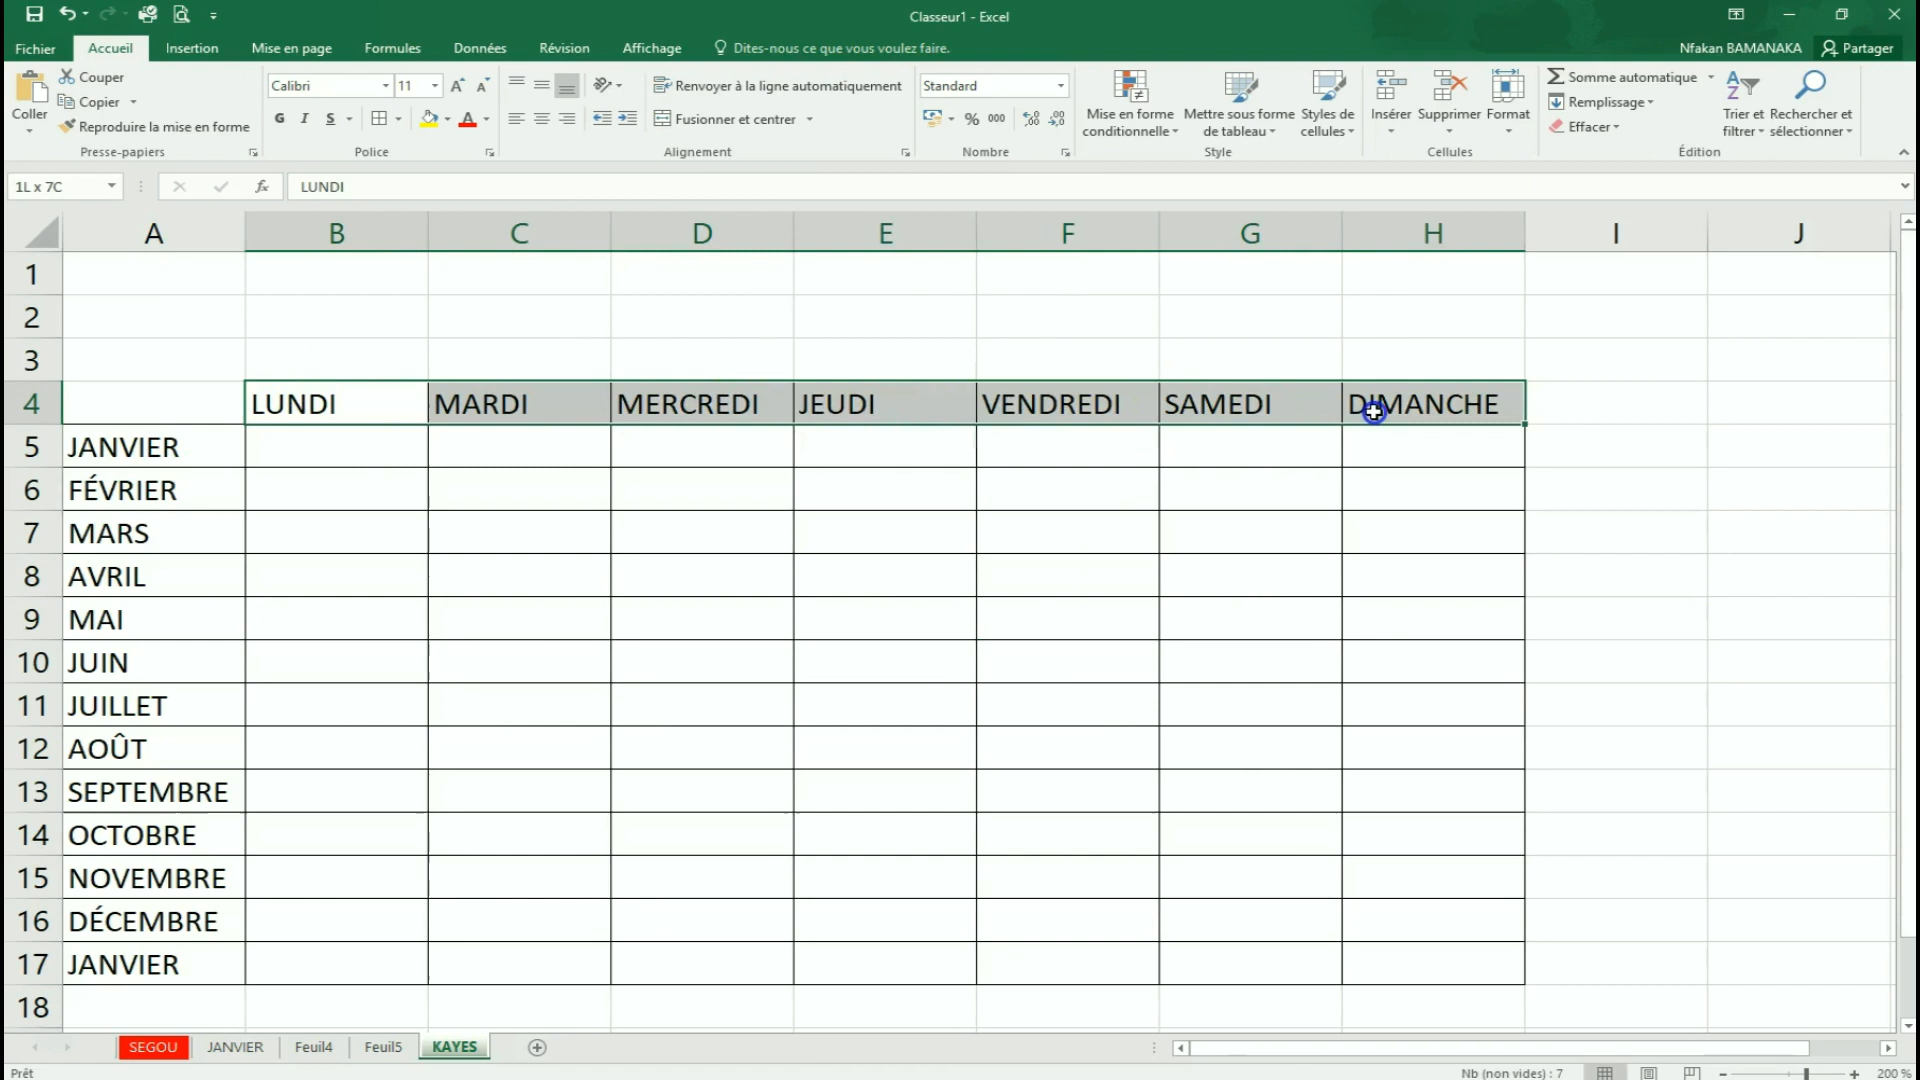 Classeur1 - Excel
Fichier Accueil Insertion Mise en page Formules Données Révision Affichage Dites-nous ce que vous voulez faire. Nfakan BAMANAKA Partager
Coller
Couper
Copier
Reproduire la mise en forme
Presse-papiers
Calibri 11
G I S
Police
Renvoyer à la ligne automatiquement
Fusionner et centrer
Alignement
Standard
% 000
Nombre
Mise en forme conditionnelle
Mettre sous forme de tableau
Styles de cellules
Style
Insérer Supprimer Format
Cellules
Somme automatique
Remplissage
Effacer
Trier et filtrer
Rechercher et sélectionner
Édition
1L x 7C fx LUNDI
A B C D E F G H I J
1
2
3
4 LUNDI MARDI MERCREDI JEUDI VENDREDI SAMEDI DIMANCHE
5 JANVIER
6 FÉVRIER
7 MARS
8 AVRIL
9 MAI
10 JUIN
11 JUILLET
12 AOÛT
13 SEPTEMBRE
14 OCTOBRE
15 NOVEMBRE
16 DÉCEMBRE
17 JANVIER
18
SEGOU JANVIER Feuil4 Feuil5 KAYES
Prêt Nb (non vides) : 7 200 %